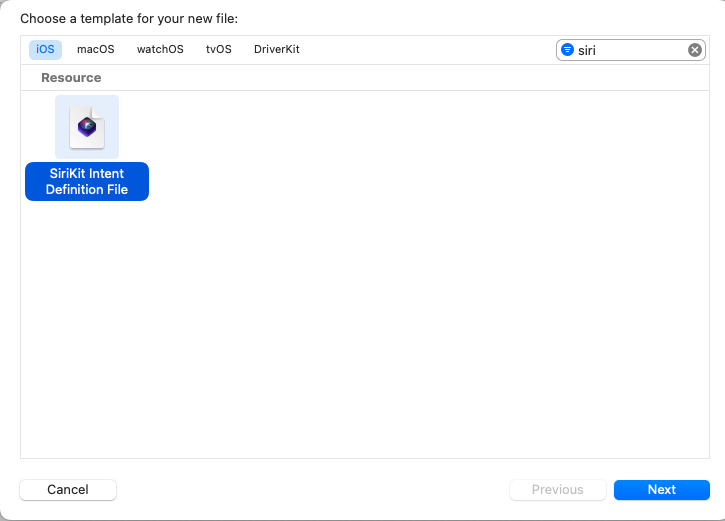 Choose a template for your new file:
iOS macOS watchOS tvOS DriverKit siri
Resource
SiriKit Intent
Definition File
Cancel Previous Next